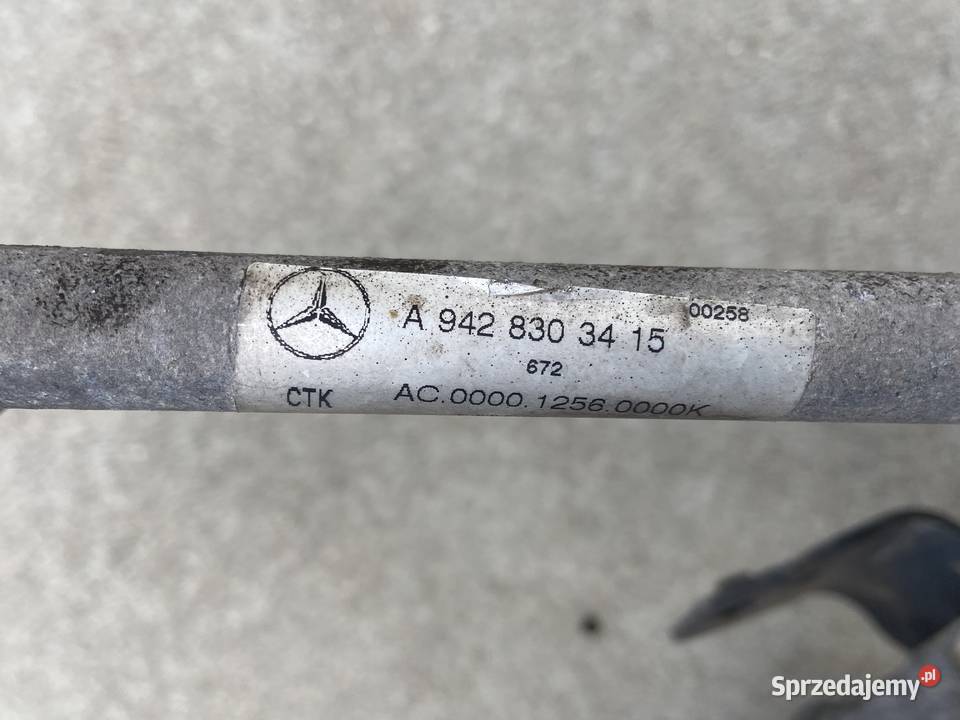 A 942 830 34 15 00258
672
CTK AC.0000.1256.0000K
Sprzedajemy.pl